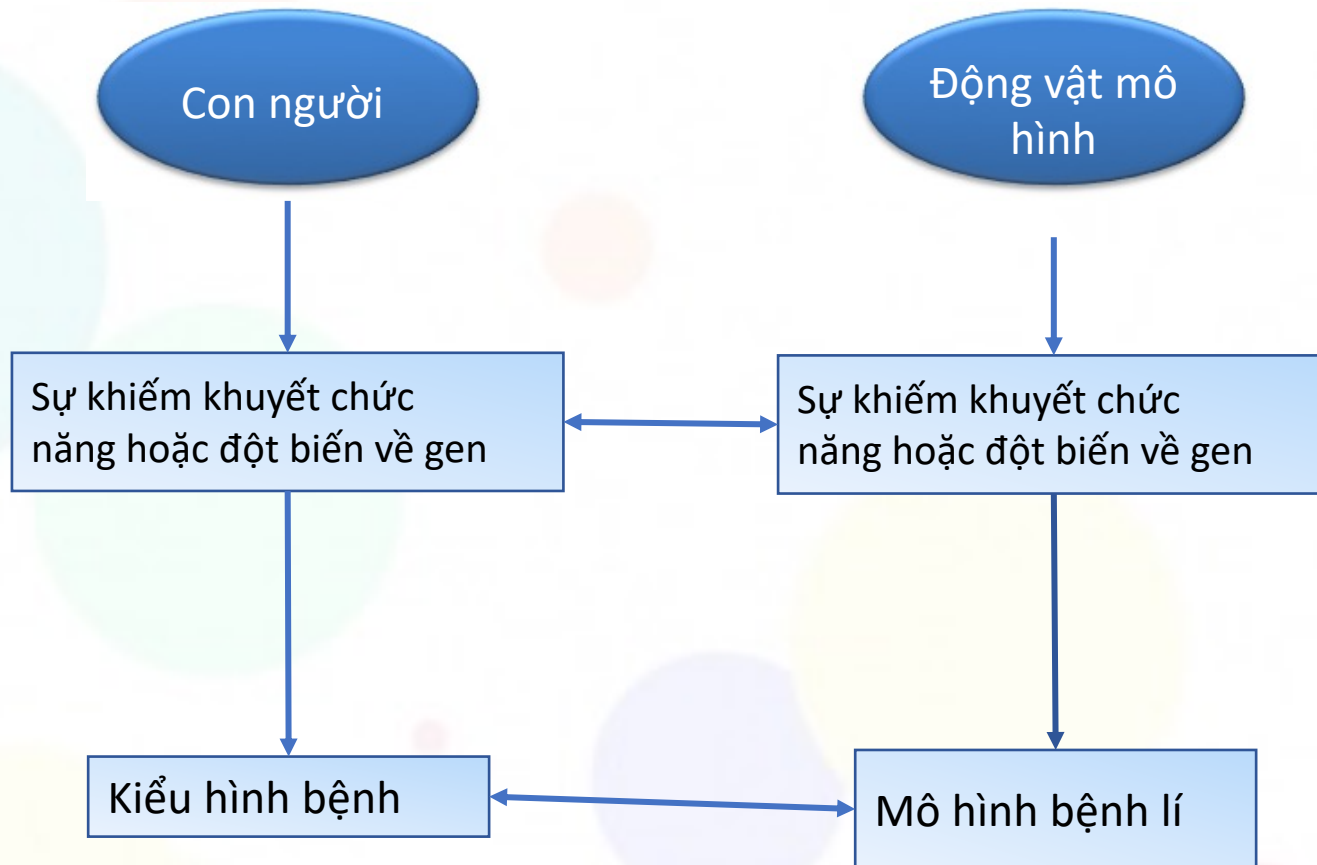 Con người
Động vật mô
hình
Sự khiếm khuyết chức
năng hoặc đột biến về gen
Sự khiếm khuyết chức
năng hoặc đột biến về gen
Kiểu hình bệnh
Mô hình bệnh lí